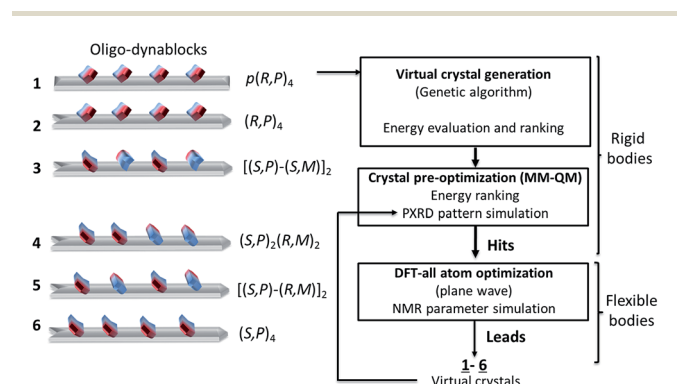 Oligo-dynablocks
1 p(R,P)₄
2 (R,P)₄
3 [(S,P)-(S,M)]₂
4 (S,P)₂(R,M)₂
5 [(S,P)-(R,M)]₂
6 (S,P)₄
Virtual crystal generation
(Genetic algorithm)
Energy evaluation and ranking
Crystal pre-optimization (MM-QM)
Energy ranking
PXRD pattern simulation
Rigid
bodies
Hits
DFT-all atom optimization
(plane wave)
NMR parameter simulation
Flexible
bodies
Leads
1- 6
Virtual crystals